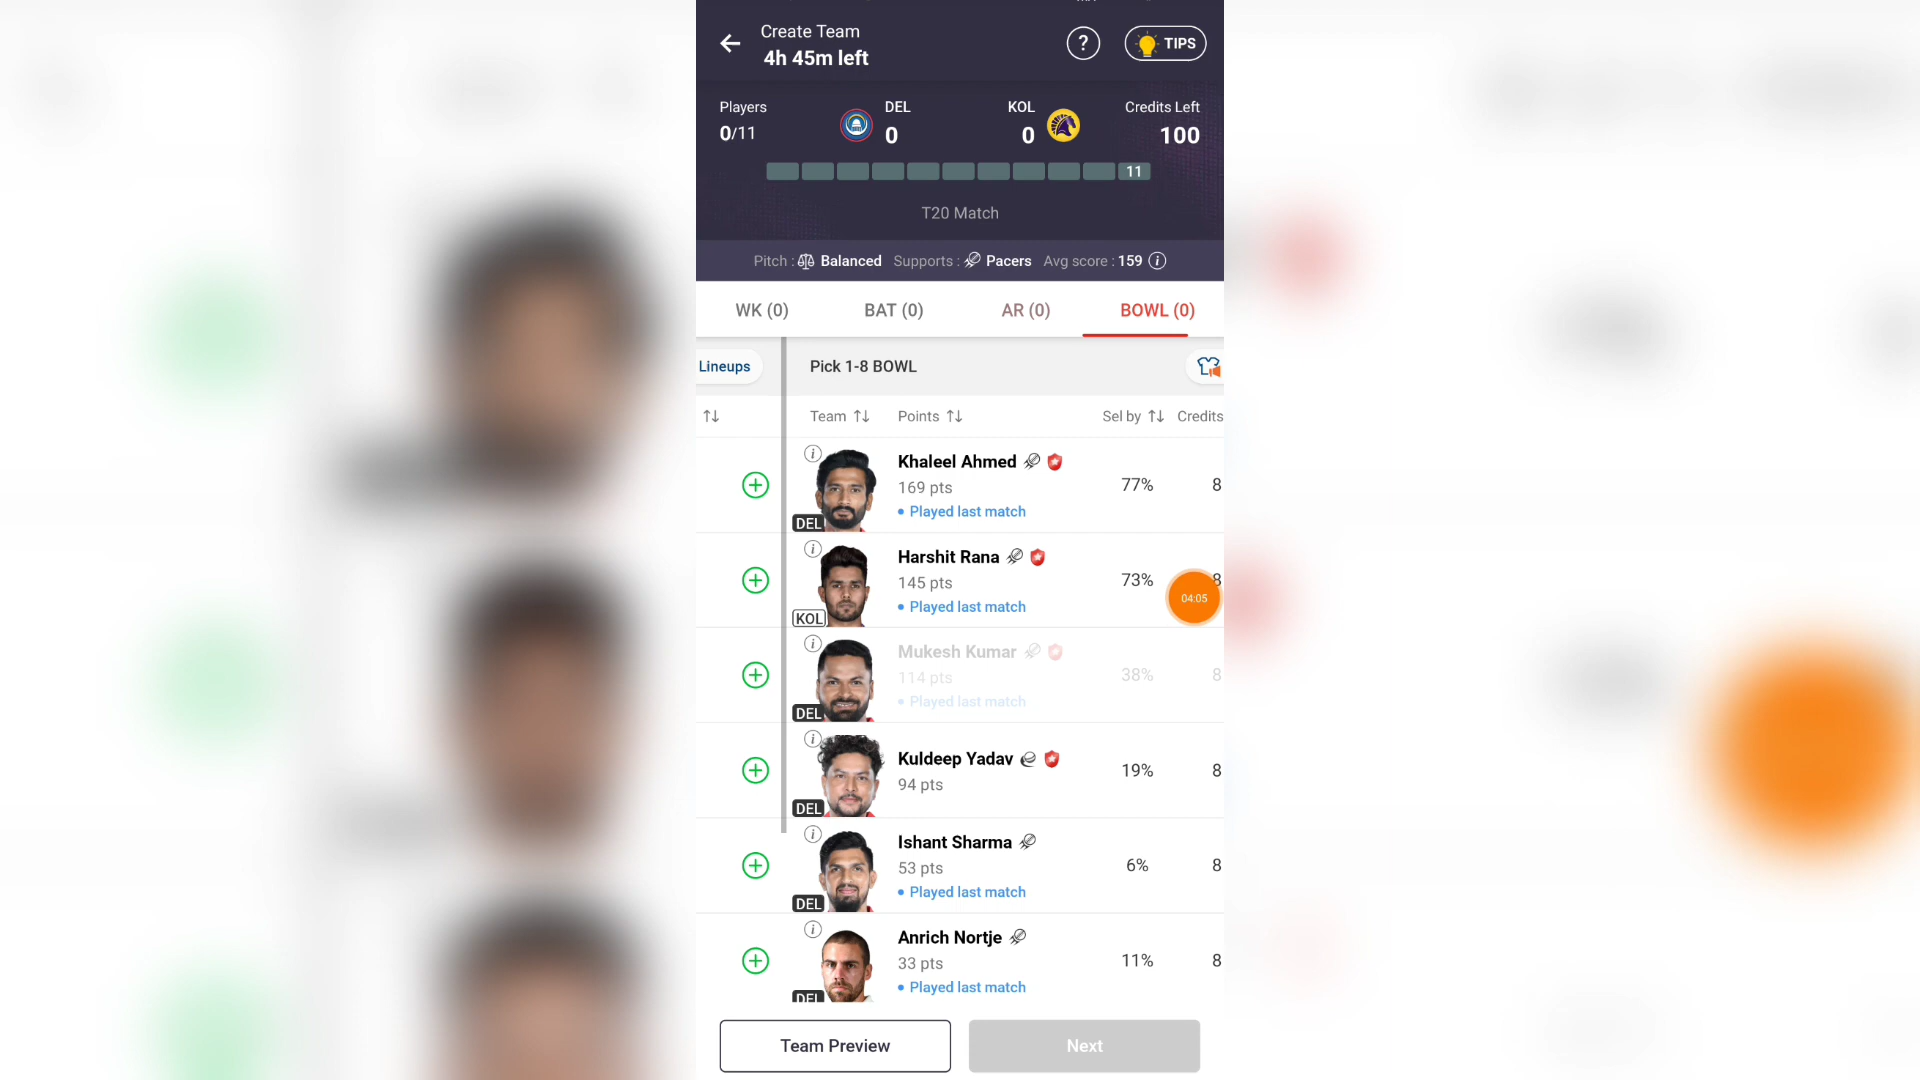 Create Team
4h 45m left
?
TIPS
Players
0/11
DEL
0
KOL
0
Credits Left
100
11
T20 Match
Pitch : Balanced Supports : Pacers Avg score : 159 i
WK (0) BAT (0) AR (0) BOWL (0)
Lineups
Pick 1-8 BOWL
Team Points Sel by Credits
i
Khaleel Ahmed
169 pts
Played last match
DEL
77% 8
i
Harshit Rana
145 pts
Played last match
KOL
73% 8
04:05
i
Mukesh Kumar
114 pts
Played last match
DEL
38% 8
i
Kuldeep Yadav
94 pts
DEL
19% 8
i
Ishant Sharma
53 pts
Played last match
DEL
6% 8
i
Anrich Nortje
33 pts
Played last match
DEL
11% 8
Team Preview
Next